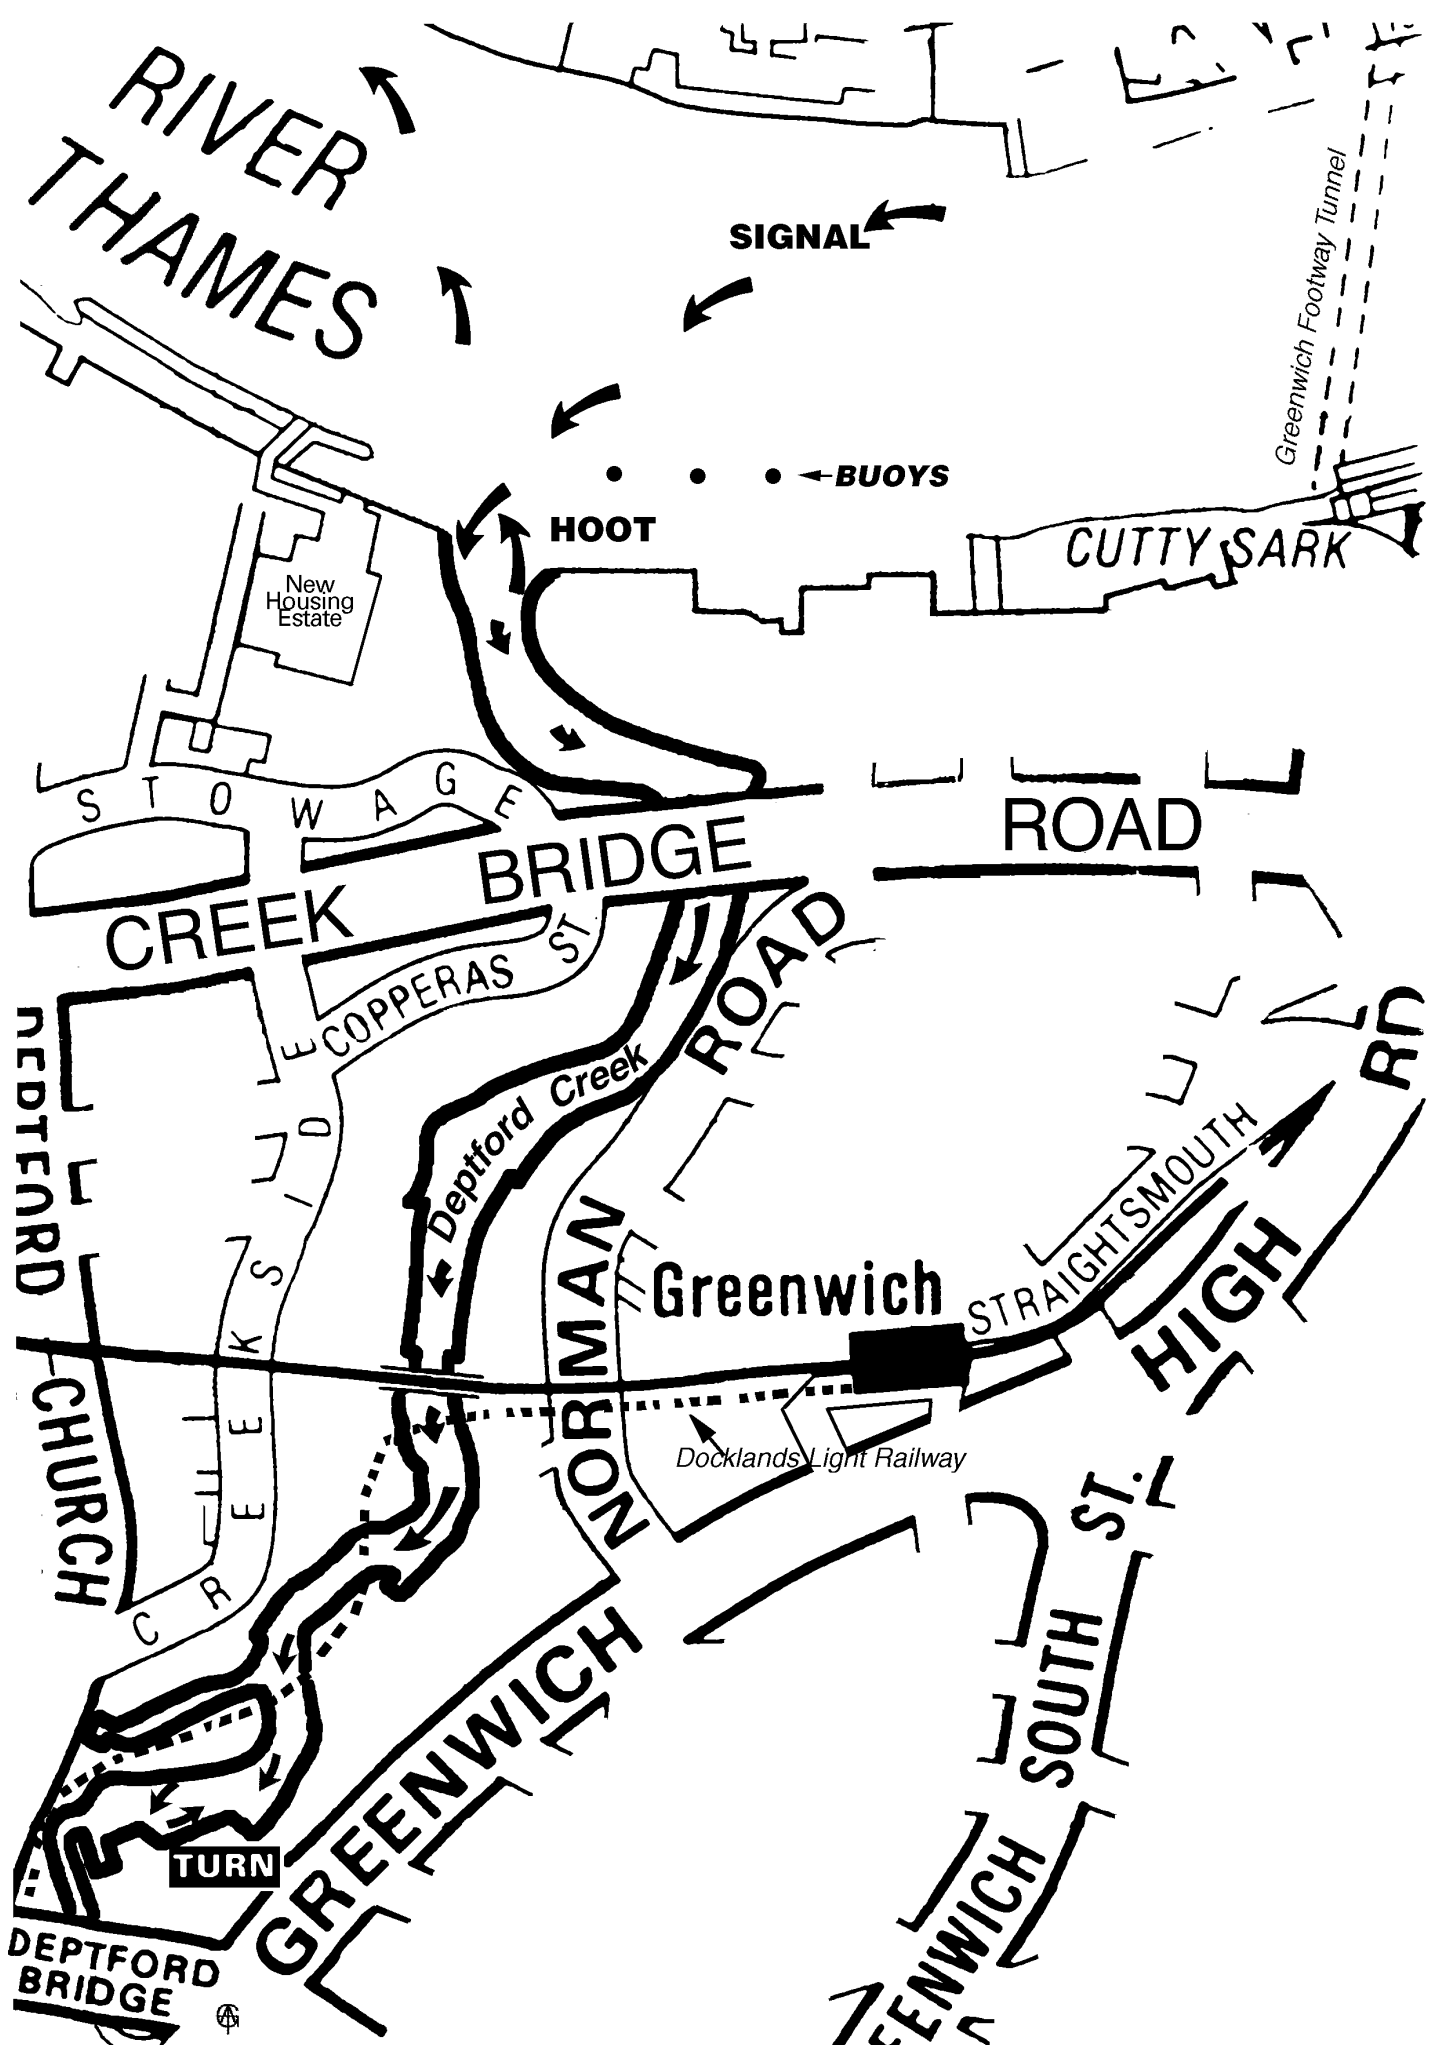 RIVER
THAMES
SIGNAL
Greenwich Footway Tunnel
BUOYS
HOOT
CUTTY SARK
New
Housing
Estate
STOWAGE
ROAD
CREEK BRIDGE
COPPERAS ST
ROAD
RD
DEPTFORD
Deptford Creek
CREEKSIDE
STRAIGHTSMOUTH
NORMAN
Greenwich
HIGH
CHURCH
Docklands Light Railway
ST.
SOUTH
GREENWICH
TURN
ENWICH
DEPTFORD
BRIDGE